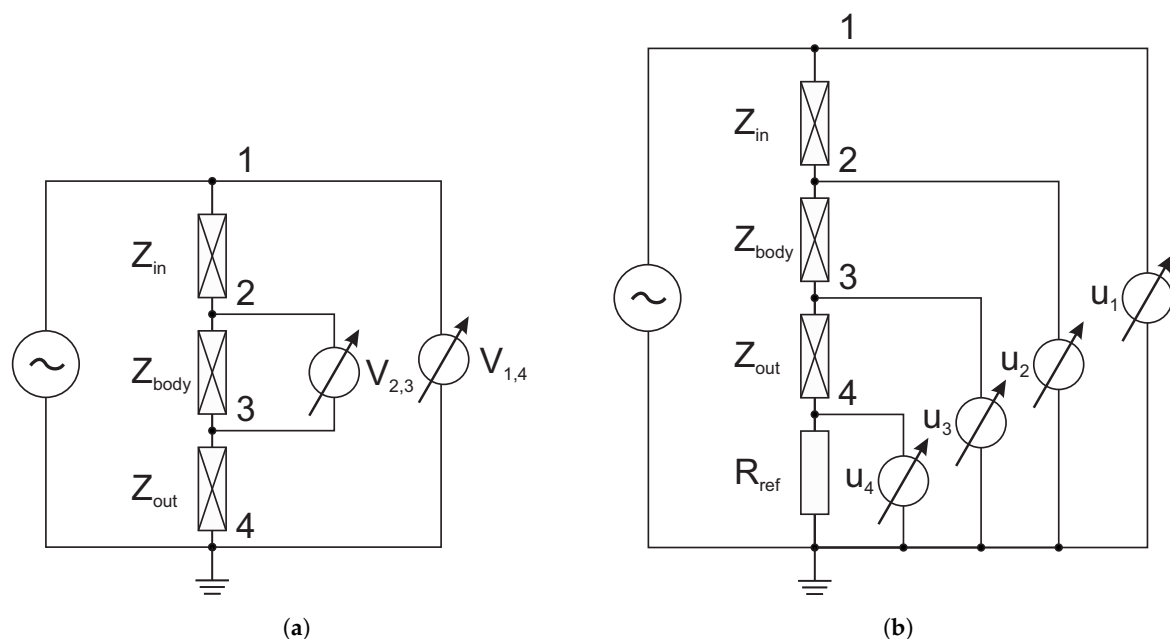 1
Z_in
2
Z_body
3
Z_out
4
V_2,3
V_1,4
(a)
1
Z_in
2
Z_body
3
Z_out
4
R_ref
u_4
u_3
u_2
u_1
(b)